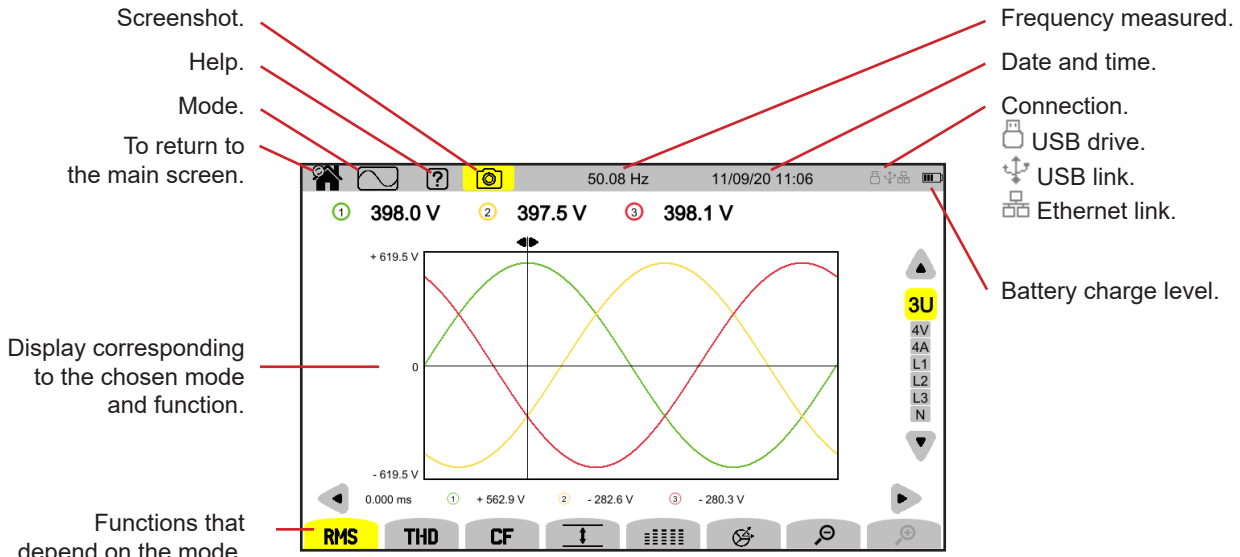 Screenshot.
Help.
Mode.
To return to
the main screen.
Display corresponding
to the chosen mode
and function.
Functions that
depend on the mode.
?
50.08 Hz
11/09/20 11:06
1 398.0 V 2 397.5 V 3 398.1 V
+ 619.5 V
0
- 619.5 V
3U
4V
4A
L1
L2
L3
N
0.000 ms 1 + 562.9 V 2 - 282.6 V 3 - 280.3 V
RMS THD CF
Frequency measured.
Date and time.
Connection.
USB drive.
USB link.
Ethernet link.
Battery charge level.